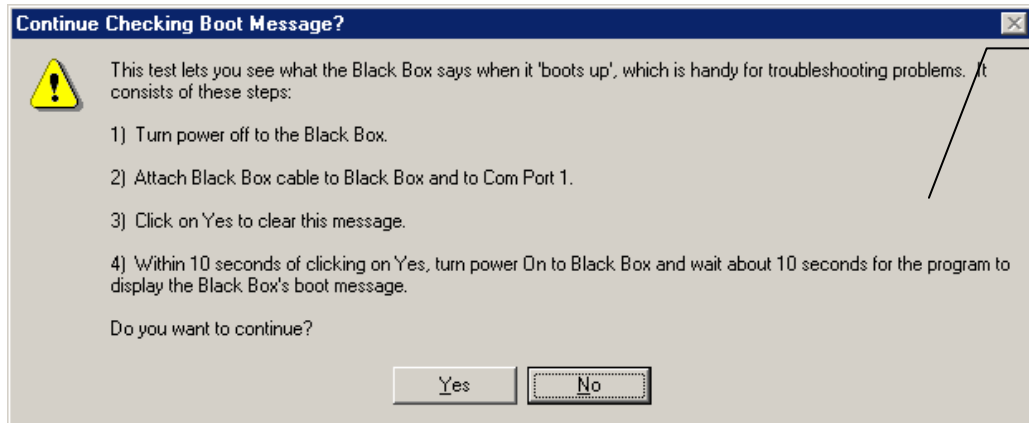 Continue Checking Boot Message?
This test lets you see what the Black Box says when it 'boots up', which is handy for troubleshooting problems.  It
consists of these steps:
1)  Turn power off to the Black Box.
2)  Attach Black Box cable to Black Box and to Com Port 1.
3)  Click on Yes to clear this message.
4)  Within 10 seconds of clicking on Yes, turn power On to Black Box and wait about 10 seconds for the program to
display the Black Box's boot message.
Do you want to continue?
Yes
No